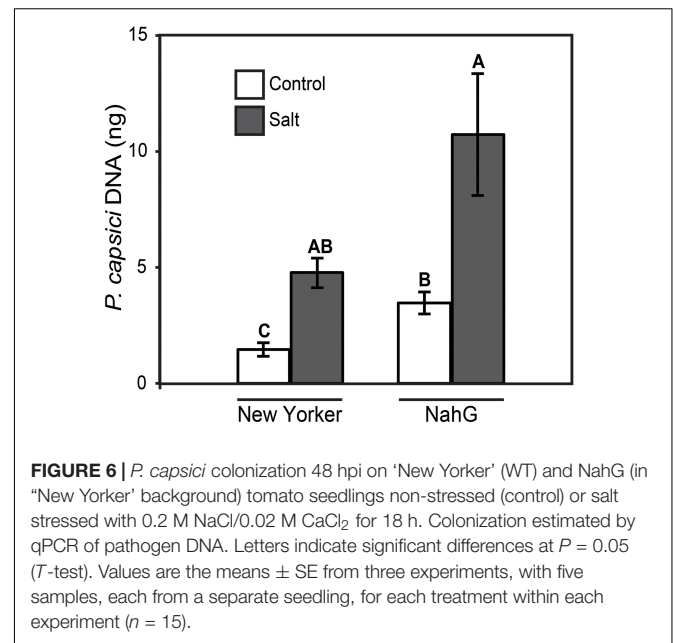 15
10
5
0
P. capsici DNA (ng)
Control
Salt
C
AB
B
A
New Yorker
NahG
FIGURE 6 | P. capsici colonization 48 hpi on ‘New Yorker’ (WT) and NahG (in
“New Yorker’ background) tomato seedlings non-stressed (control) or salt
stressed with 0.2 M NaCl/0.02 M CaCl₂ for 18 h. Colonization estimated by
qPCR of pathogen DNA. Letters indicate significant differences at P = 0.05
(T-test). Values are the means ± SE from three experiments, with five
samples, each from a separate seedling, for each treatment within each
experiment (n = 15).